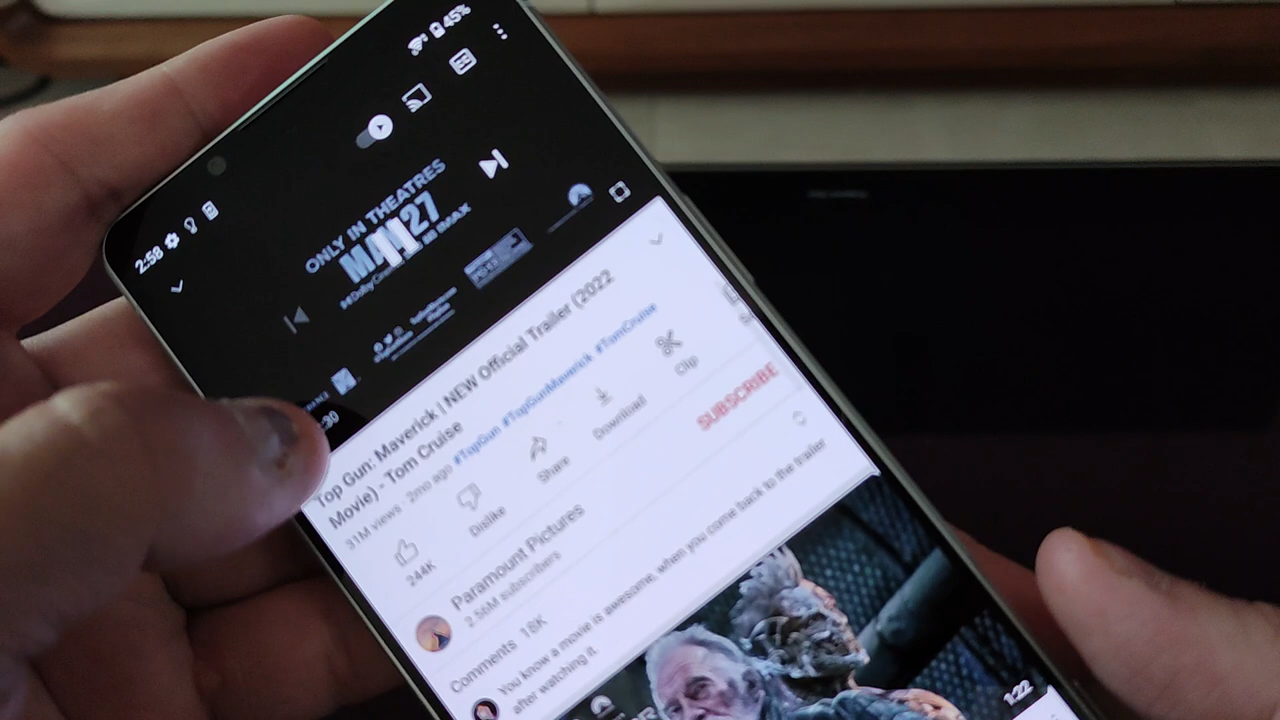 2:58
45%
ONLY IN THEATRES
MAY 27
Top Gun: Maverick | NEW Official Trailer (2022
Movie) - Tom Cruise
31M views 2mo ago #TopGun #TopGunMaverick #TomCruise
244K
Dislike
Share
Download
Clip
Paramount Pictures
2.56M subscribers
SUBSCRIBE
Comments 18K
You know a movie is awesome, when you come back to the trailer
after watching it.
1:22